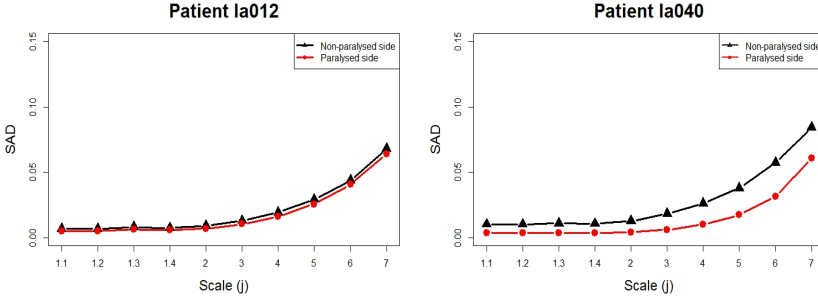 Patient la012
Non-paralysed side
Paralysed side
SAD
0.15
0.10
0.05
0.00
1.1 1.2 1.3 1.4 2 3 4 5 6 7
Scale (j)
Patient la040
Non-paralysed side
Paralysed side
SAD
0.15
0.10
0.05
0.00
1.1 1.2 1.3 1.4 2 3 4 5 6 7
Scale (j)